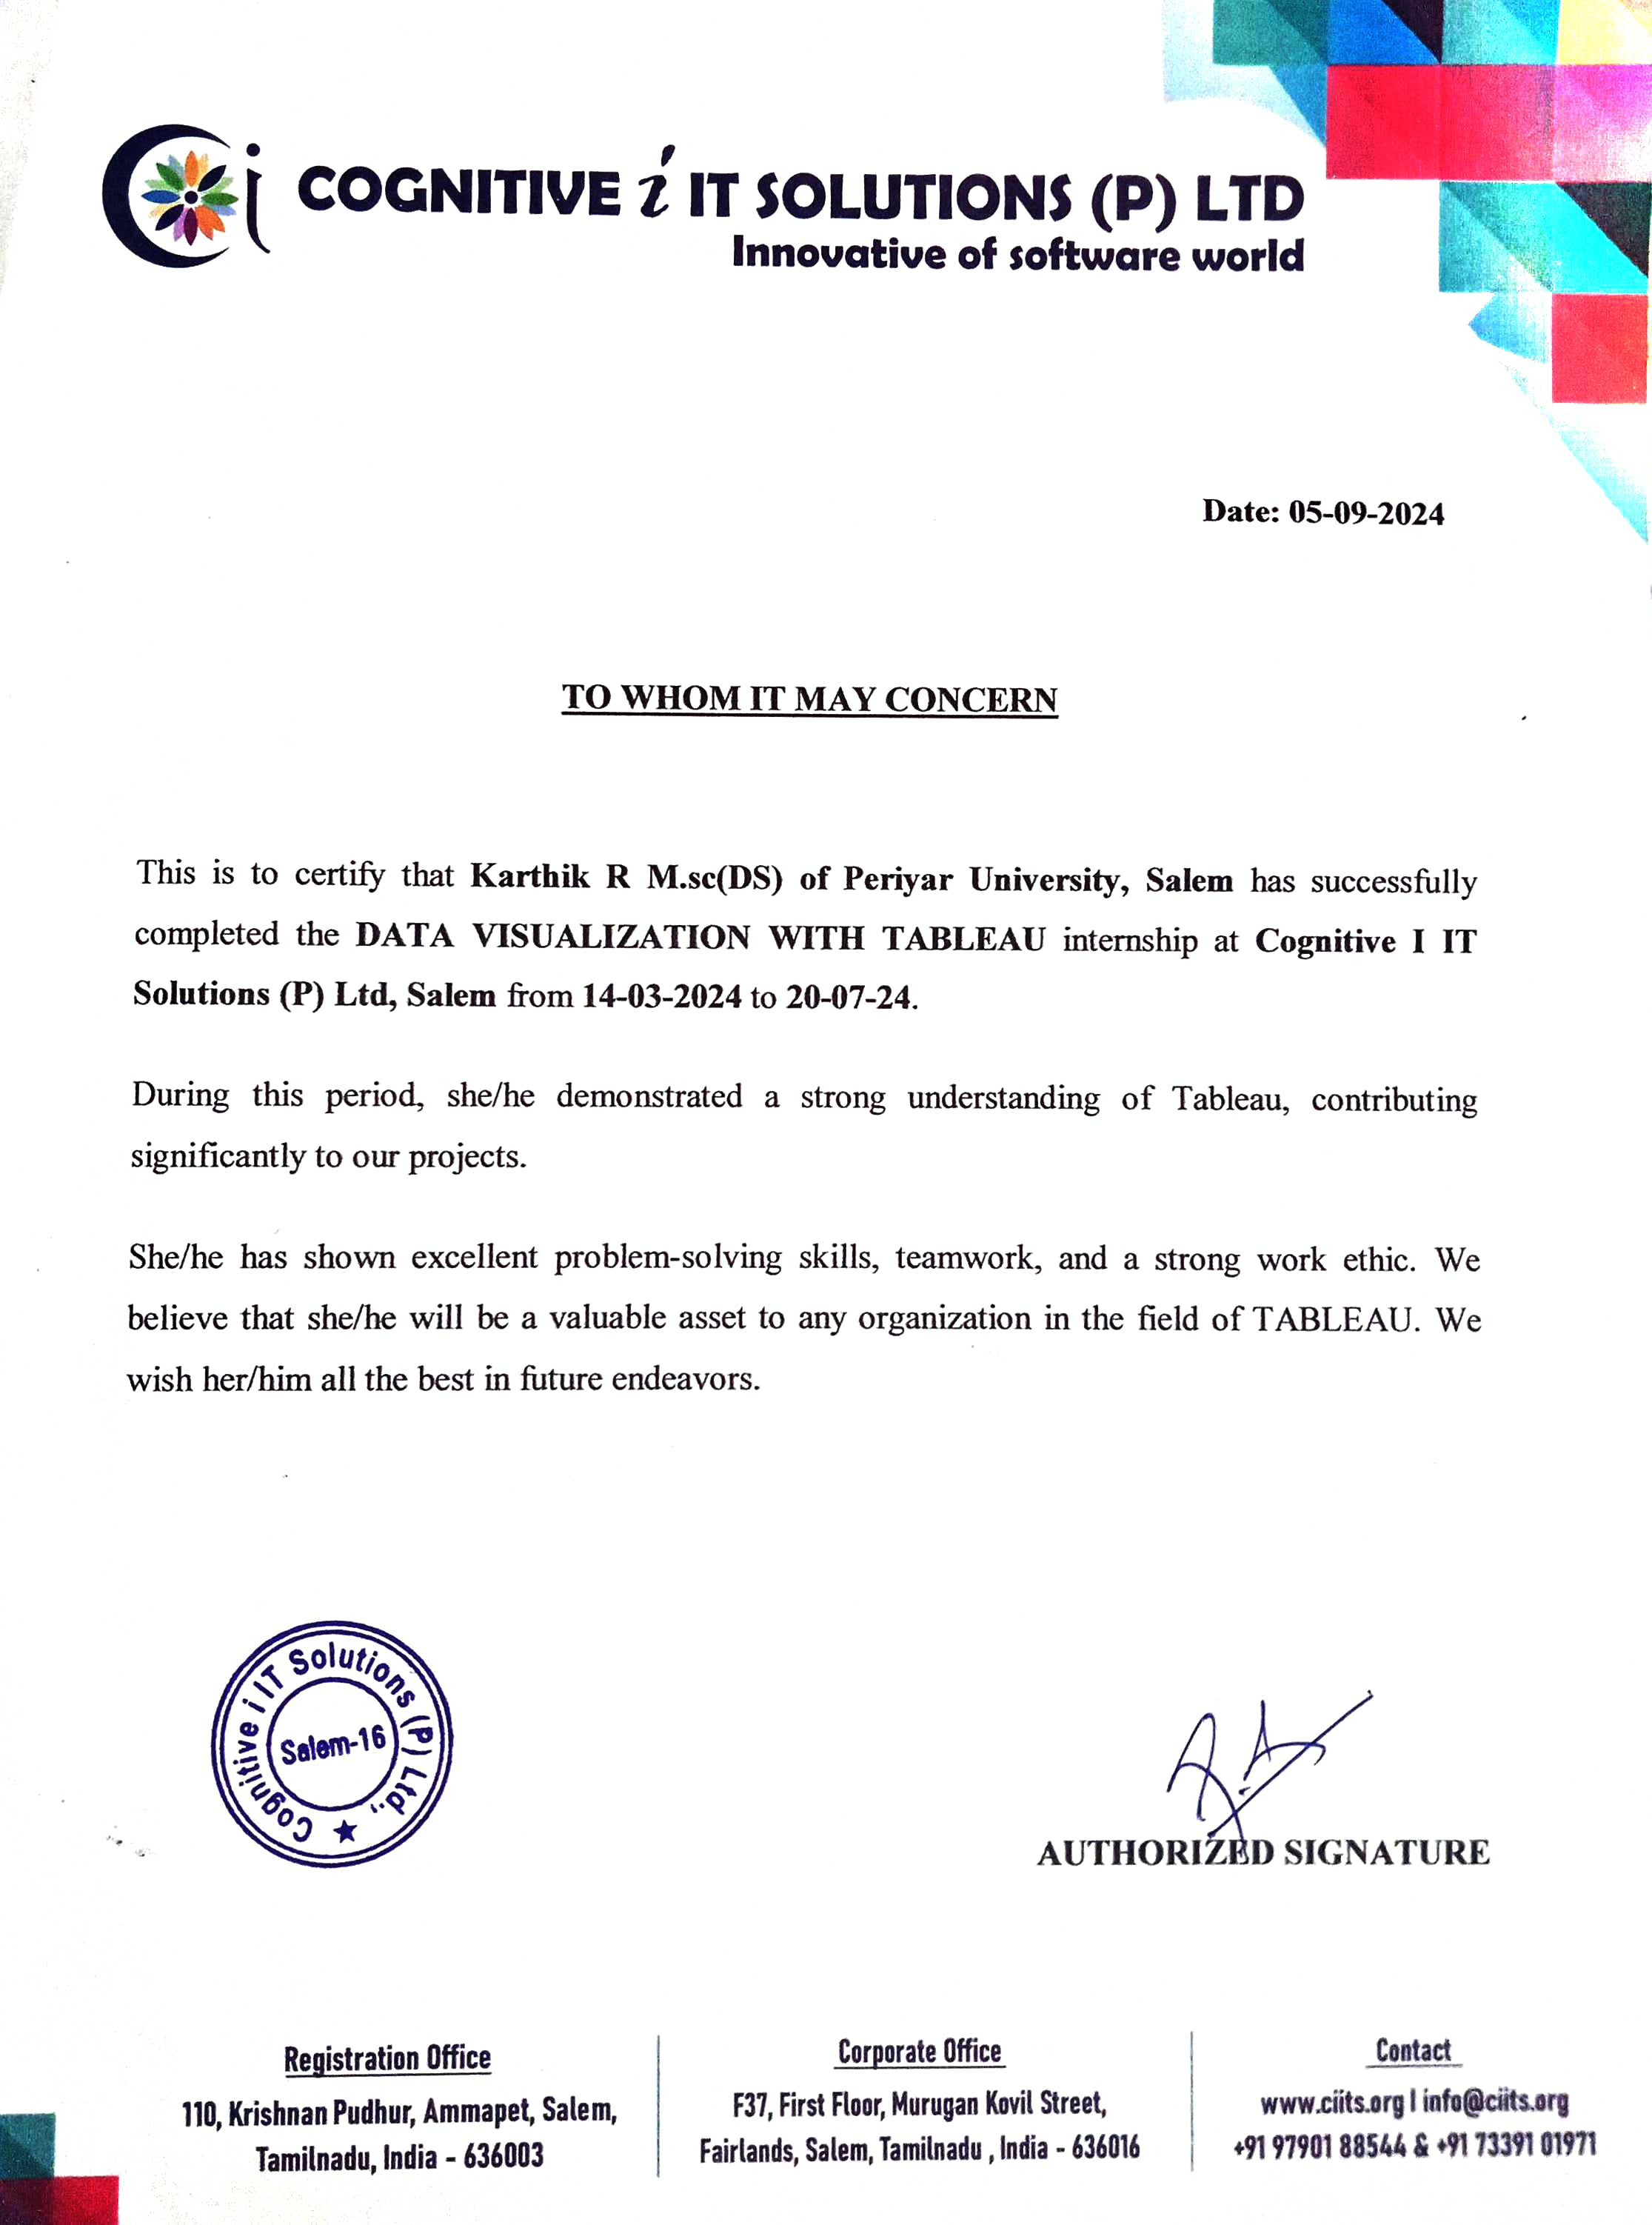 COGNITIVE i IT SOLUTIONS (P) LTD
Innovative of software world
Date: 05-09-2024
TO WHOM IT MAY CONCERN
This is to certify that Karthik R M.sc(DS) of Periyar University, Salem has successfully
completed the DATA VISUALIZATION WITH TABLEAU internship at Cognitive I IT
Solutions (P) Ltd, Salem from 14-03-2024 to 20-07-24.
During this period, she/he demonstrated a strong understanding of Tableau, contributing
significantly to our projects.
She/he has shown excellent problem-solving skills, teamwork, and a strong work ethic. We
believe that she/he will be a valuable asset to any organization in the field of TABLEAU. We
wish her/him all the best in future endeavors.
Cognitive i IT Solutions (P) Ltd.,
Salem-16
AUTHORIZED SIGNATURE
Registration Office
110, Krishnan Pudhur, Ammapet, Salem,
Tamilnadu, India - 636003
Corporate Office
F37, First Floor, Murugan Kovil Street,
Fairlands, Salem, Tamilnadu , India - 636016
Contact
www.ciits.org | info@ciits.org
+91 97901 88544 & +91 73391 01971